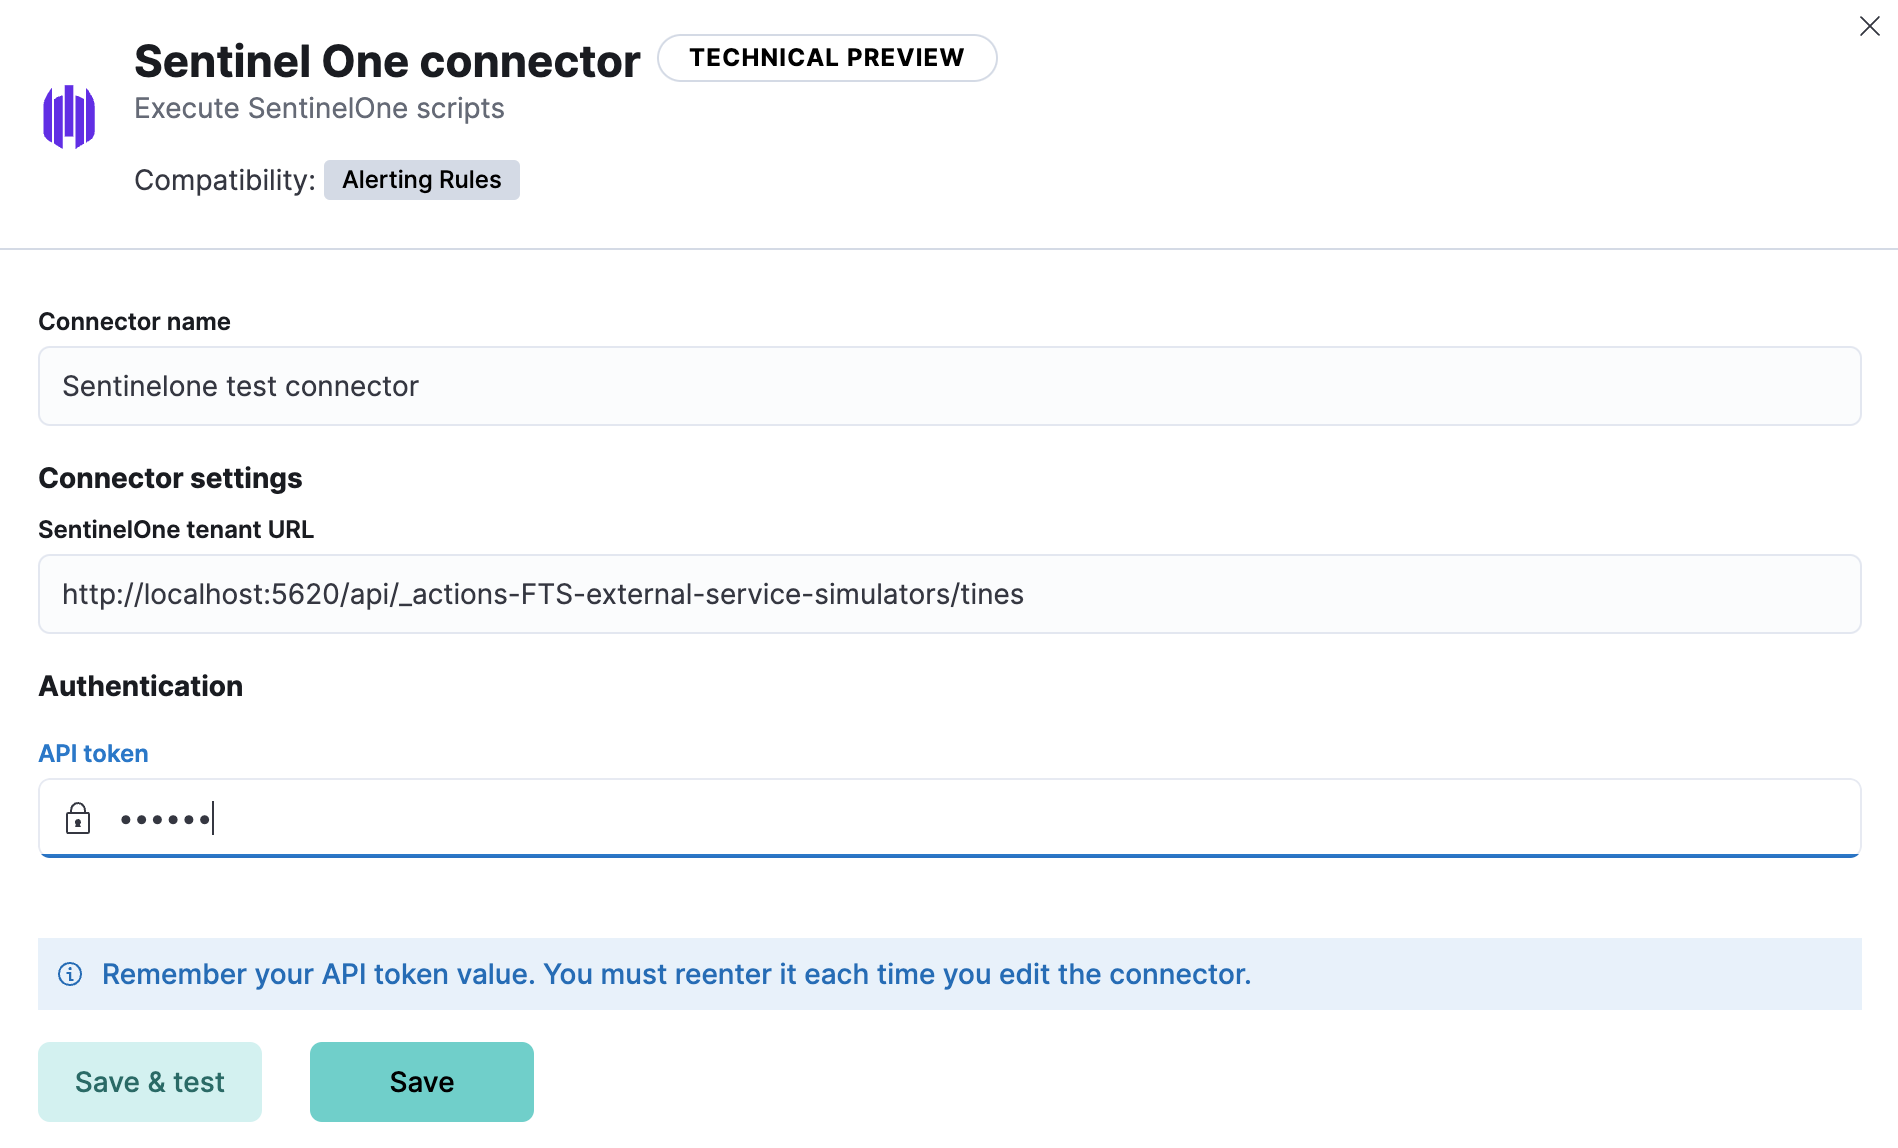 Sentinel One connector TECHNICAL PREVIEW
Execute SentinelOne scripts
Compatibility: Alerting Rules
Connector name
Sentinelone test connector
Connector settings
SentinelOne tenant URL
http://localhost:5620/api/_actions-FTS-external-service-simulators/tines
Authentication
API token
••••••
Remember your API token value. You must reenter it each time you edit the connector.
Save & test Save